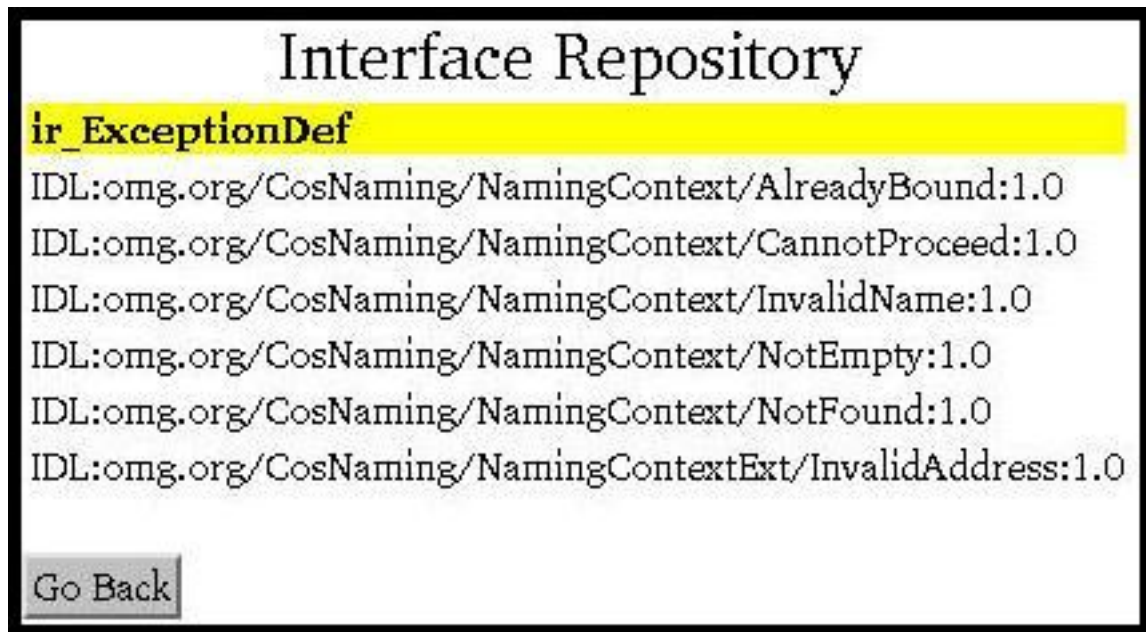 Interface Repository
ir_ExceptionDef
IDL:omg.org/CosNaming/NamingContext/AlreadyBound:1.0
IDL:omg.org/CosNaming/NamingContext/CannotProceed:1.0
IDL:omg.org/CosNaming/NamingContext/InvalidName:1.0
IDL:omg.org/CosNaming/NamingContext/NotEmpty:1.0
IDL:omg.org/CosNaming/NamingContext/NotFound:1.0
IDL:omg.org/CosNaming/NamingContextExt/InvalidAddress:1.0
Go Back